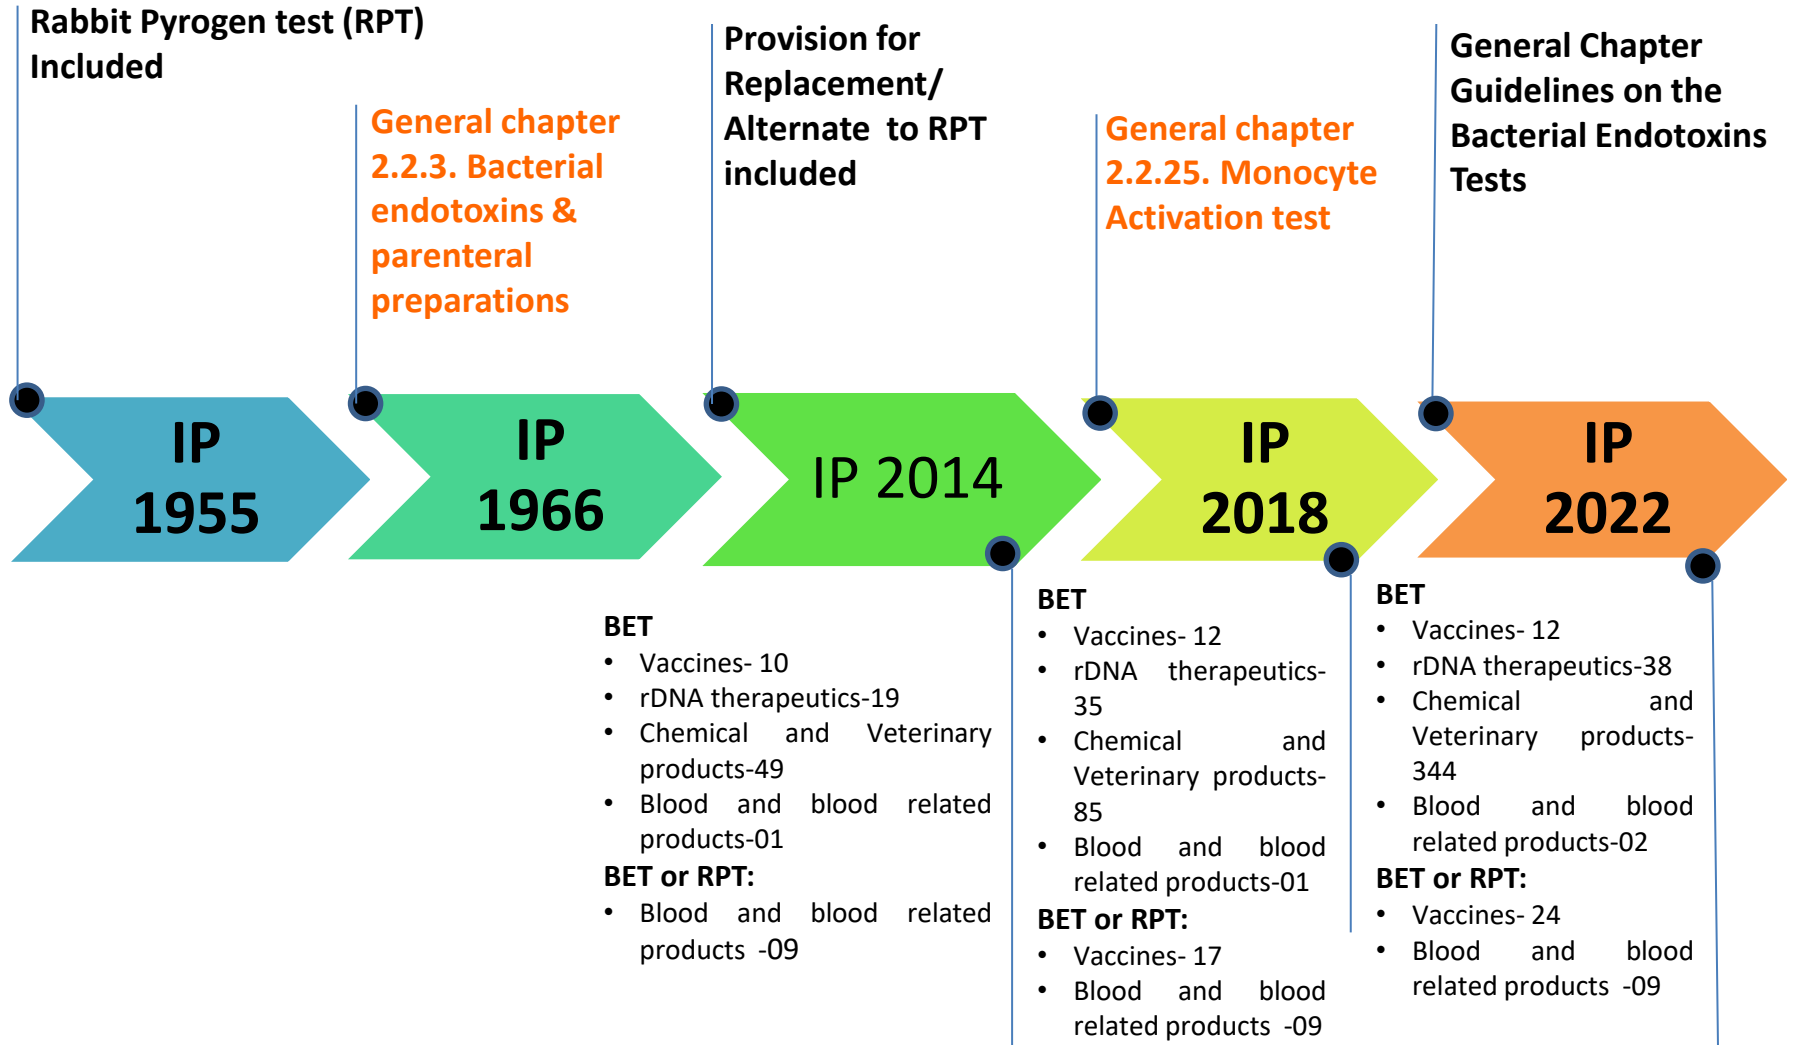 Rabbit Pyrogen test (RPT)
Included
General chapter
2.2.3. Bacterial
endotoxins &
parenteral
preparations
Provision for
Replacement/
Alternate to RPT
included
General chapter
2.2.25. Monocyte
Activation test
General Chapter
Guidelines on the
Bacterial Endotoxins
Tests
IP
1955
IP
1966
IP 2014
IP
2018
IP
2022
BET
• Vaccines- 10
• rDNA therapeutics-19
• Chemical and Veterinary
products-49
• Blood and blood related
products-01
BET or RPT:
• Blood and blood related
products -09
BET
• Vaccines- 12
• rDNA therapeutics-
35
• Chemical and
Veterinary products-
85
• Blood and blood
related products-01
BET or RPT:
• Vaccines- 17
• Blood and blood
related products -09
BET
• Vaccines- 12
• rDNA therapeutics-38
• Chemical and
Veterinary products-
344
• Blood and blood
related products-02
BET or RPT:
• Vaccines- 24
• Blood and blood
related products -09